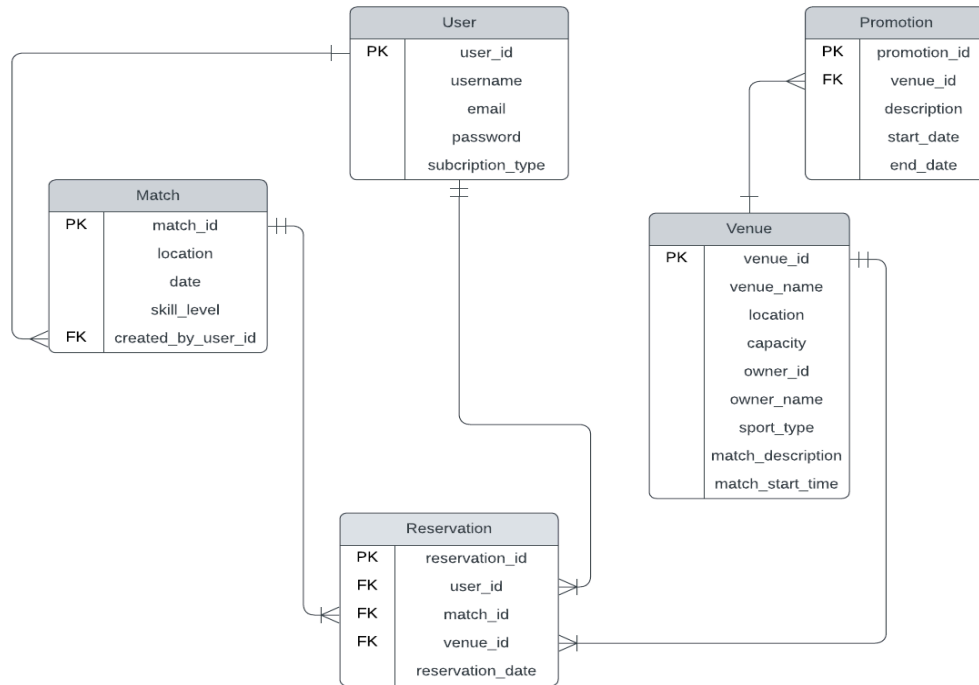 User
PK user_id
username
email
password
subcription_type
Promotion
PK promotion_id
FK venue_id
description
start_date
end_date
Match
PK match_id
location
date
skill_level
FK created_by_user_id
Venue
PK venue_id
venue_name
location
capacity
owner_id
owner_name
sport_type
match_description
match_start_time
Reservation
PK reservation_id
FK user_id
FK match_id
FK venue_id
reservation_date